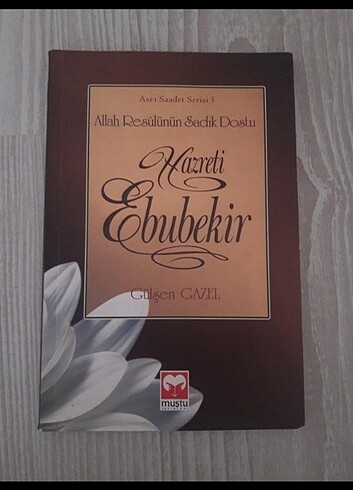 Asr-ı Saadet Serisi 3
Allah Resûlünün Sadık Dostu
Hazreti
Ebubekir
Gülşen GAZEL
muştu